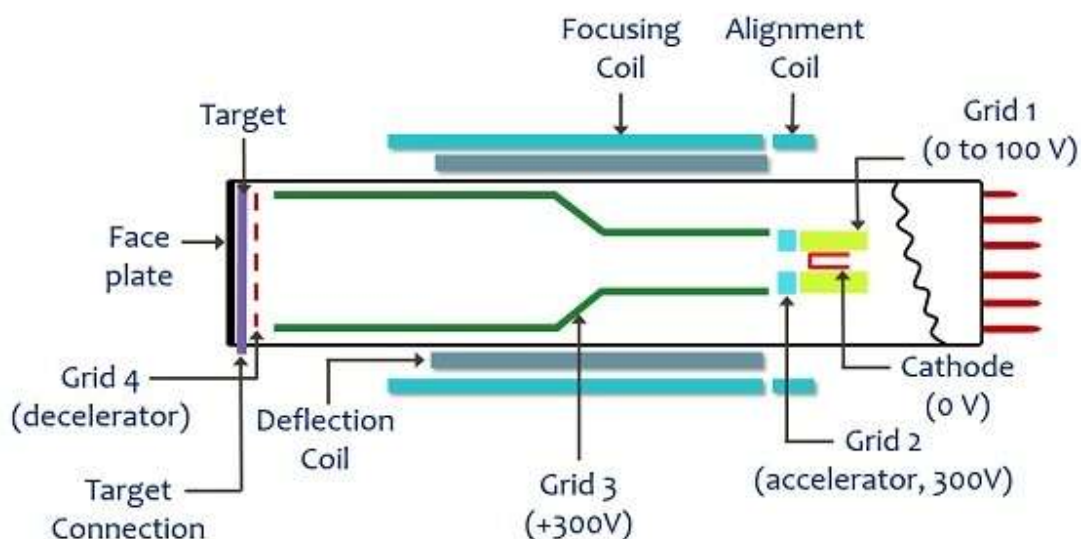 Focusing
Coil
Alignment
Coil
Target
Grid 1
(0 to 100 V)
Face
plate
Grid 4
(decelerator)
Deflection
Coil
Cathode
(0 V)
Grid 2
(accelerator, 300V)
Target
Connection
Grid 3
(+300V)